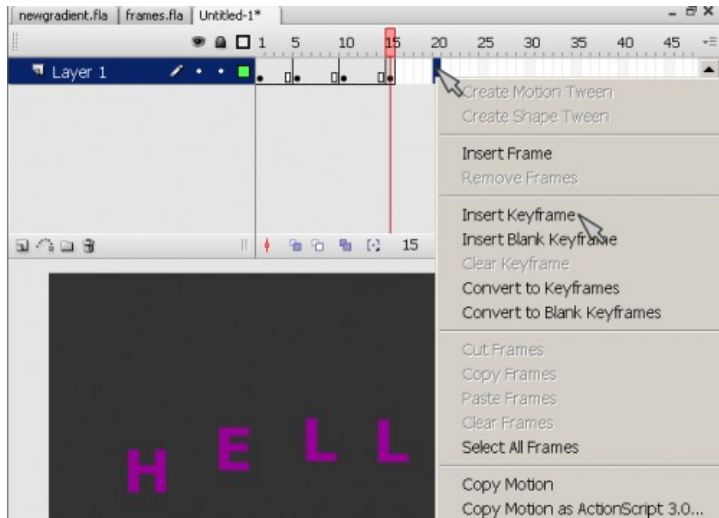 newgradient.fla frames.fla Untitled-1*
1 5 10 15 20 25 30 35 40 45
Layer 1
Create Motion Tween
Create Shape Tween
Insert Frame
Remove Frames
Insert Keyframe
Insert Blank Keyframe
Clear Keyframe
15
Convert to Keyframes
Convert to Blank Keyframes
Cut Frames
Copy Frames
Paste Frames
Clear Frames
Select All Frames
Copy Motion
Copy Motion as ActionScript 3.0...
H E L L